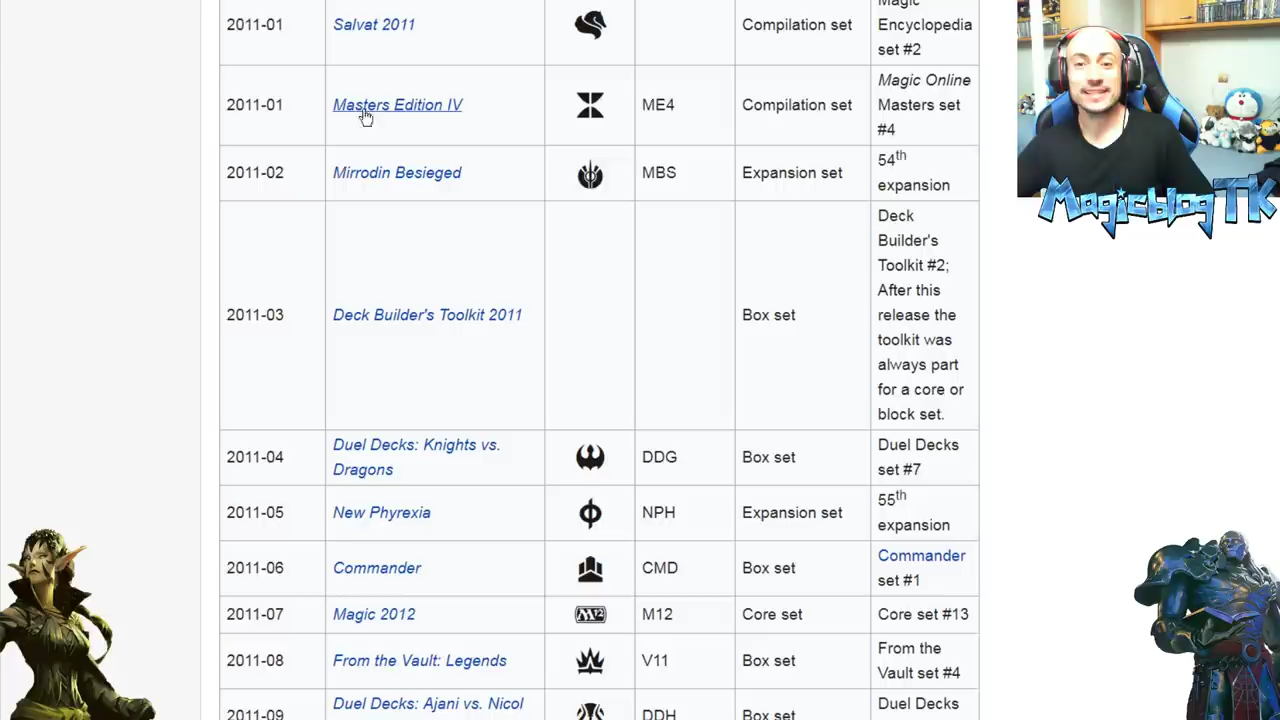 Magic
2011-01 Salvat 2011 Compilation set Encyclopedia
set #2
Magic Online
2011-01 Masters Edition IV ME4 Compilation set Masters set
#4
2011-02 Mirrodin Besieged MBS Expansion set 54th
expansion
Deck
Builder's
Toolkit #2;
After this
2011-03 Deck Builder's Toolkit 2011 Box set release the
toolkit was
always part
for a core or
block set.
2011-04 Duel Decks: Knights vs. DDG Box set Duel Decks
Dragons set #7
2011-05 New Phyrexia NPH Expansion set 55th
expansion
2011-06 Commander CMD Box set Commander
set #1
2011-07 Magic 2012 M12 M12 Core set Core set #13
2011-08 From the Vault: Legends V11 Box set From the
Vault set #4
2011-09 Duel Decks: Ajani vs. Nicol DDH Box set Duel Decks
MagicblogTK